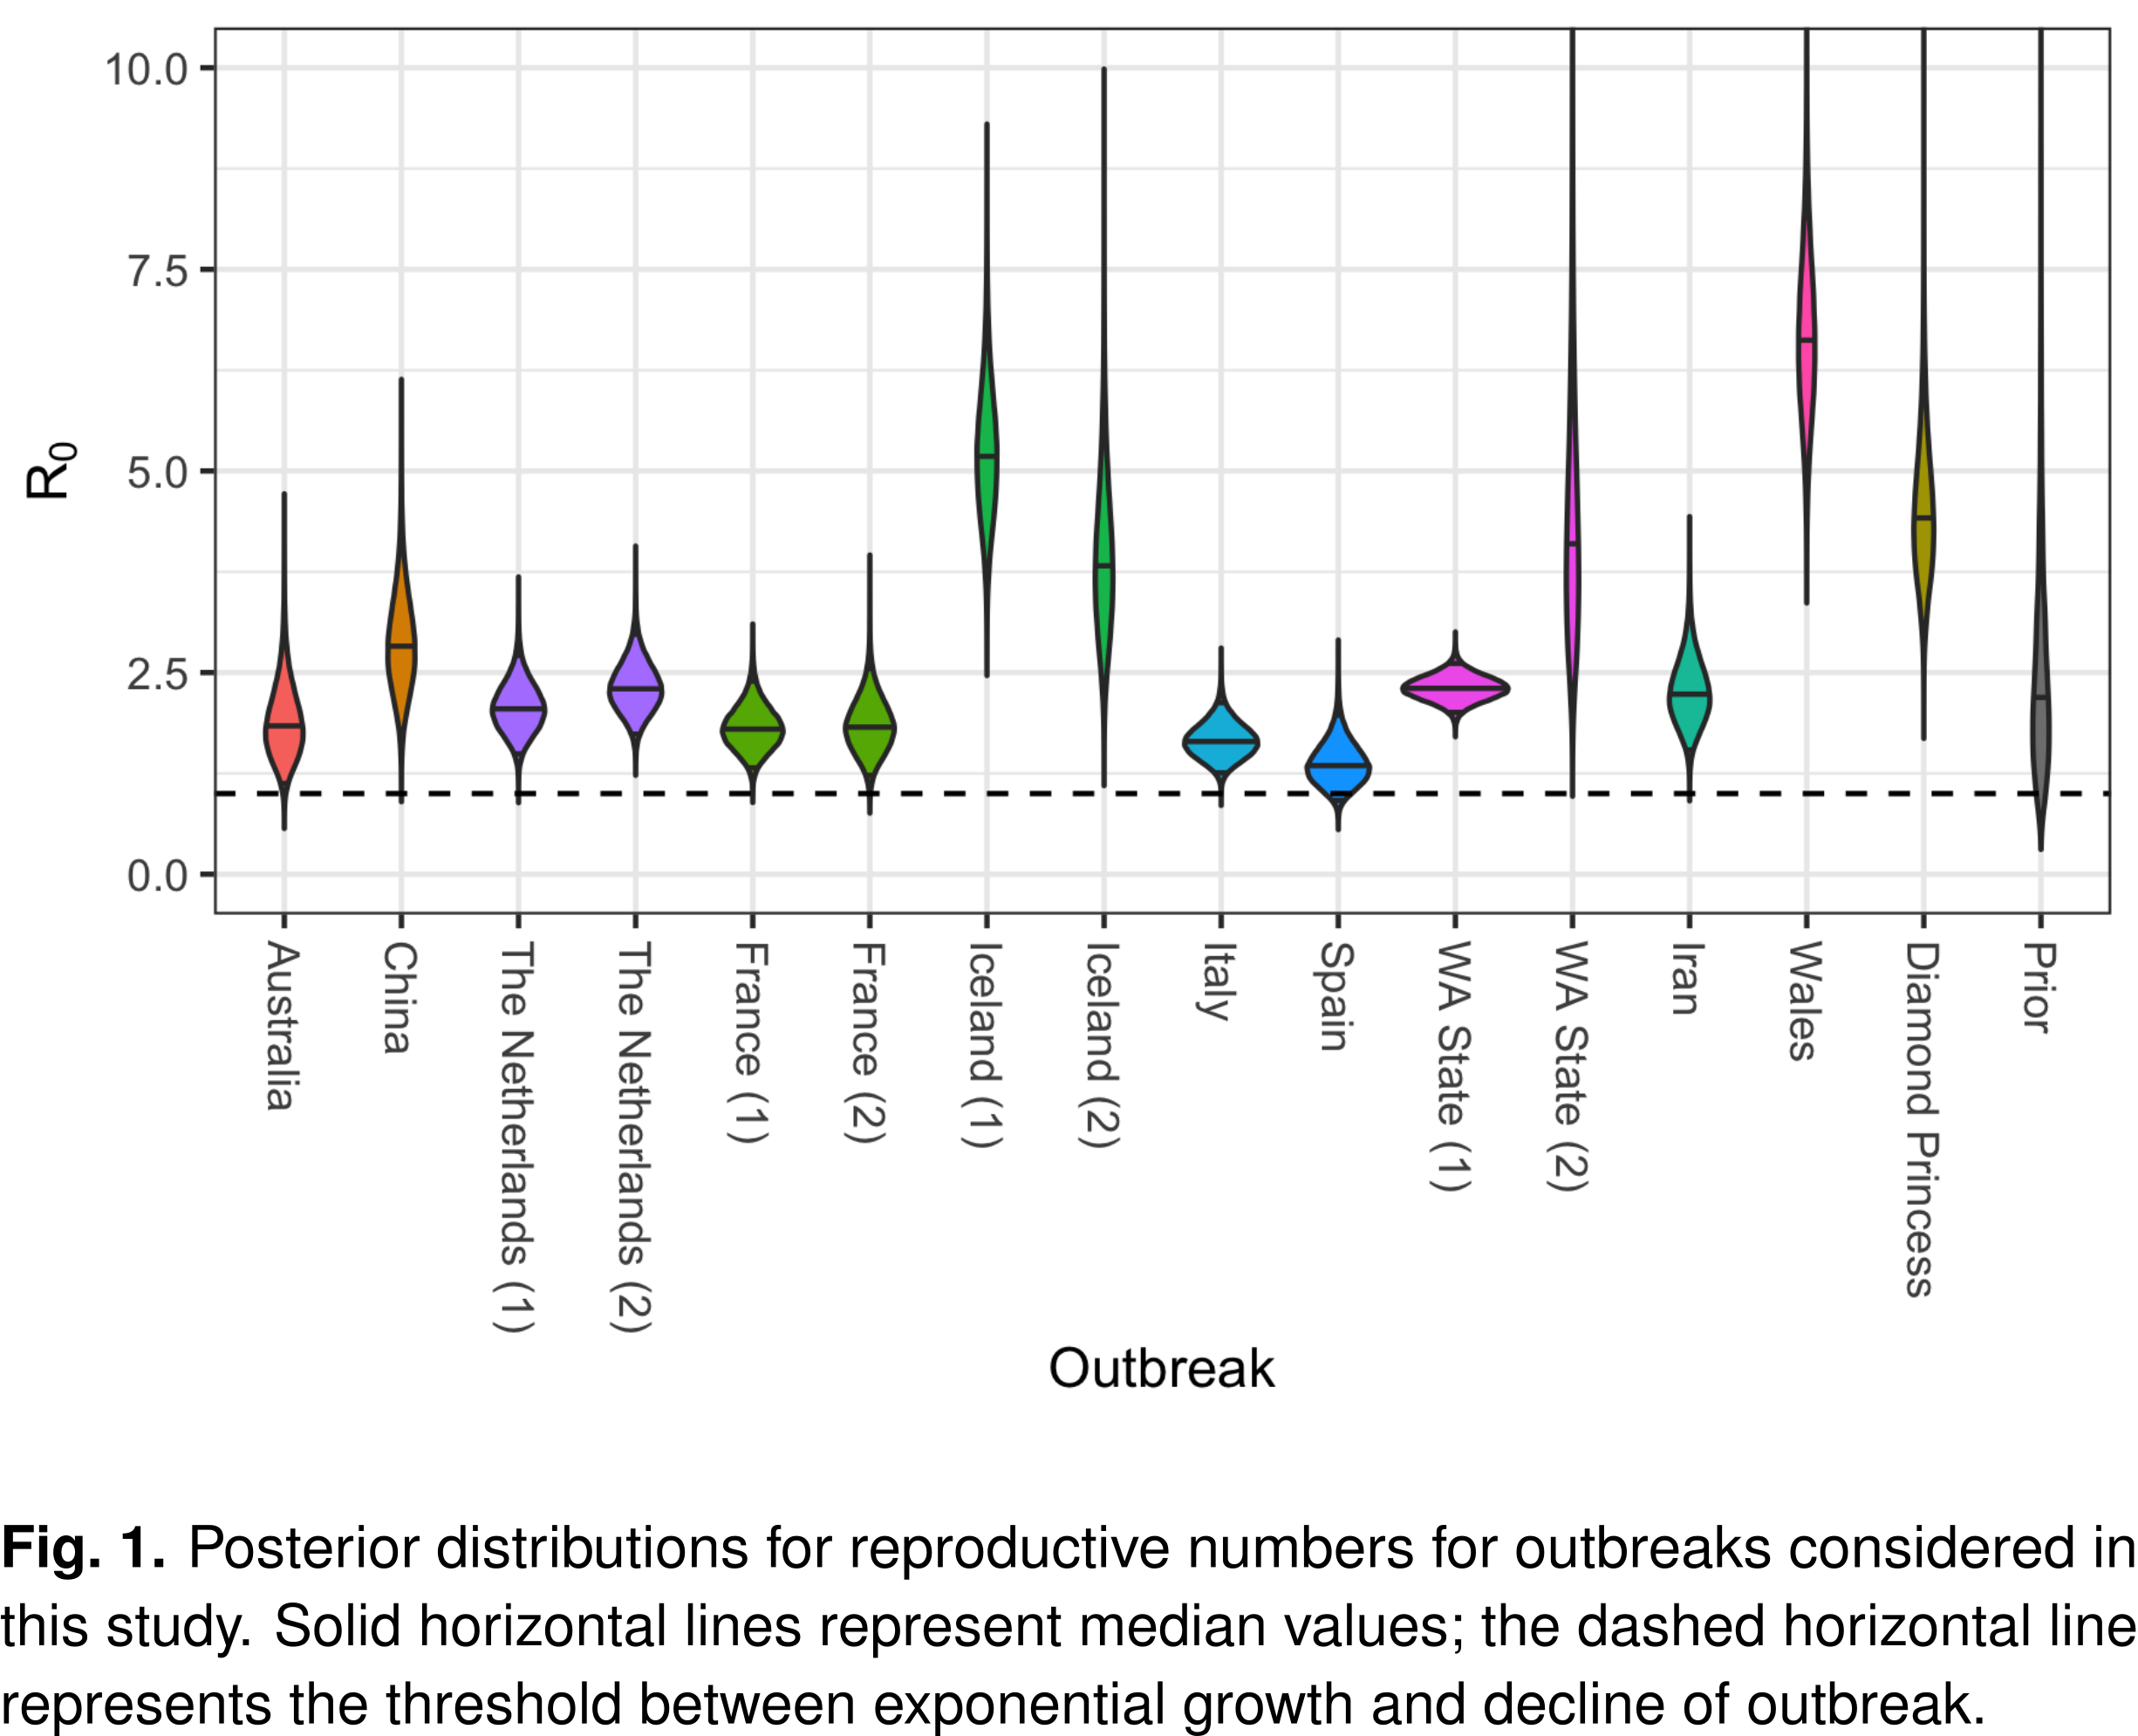 10.0
7.5
5.0
2.5
0.0
R0
Australia
China
The Netherlands (1)
The Netherlands (2)
France (1)
France (2)
Iceland (1)
Iceland (2)
Italy
Spain
WA State (1)
WA State (2)
Iran
Wales
Diamond Princess
Prior
Outbreak
Fig. 1. Posterior distributions for reproductive numbers for outbreaks considered in
this study. Solid horizontal lines represent median values; the dashed horizontal line
represents the threshold between exponential growth and decline of outbreak.